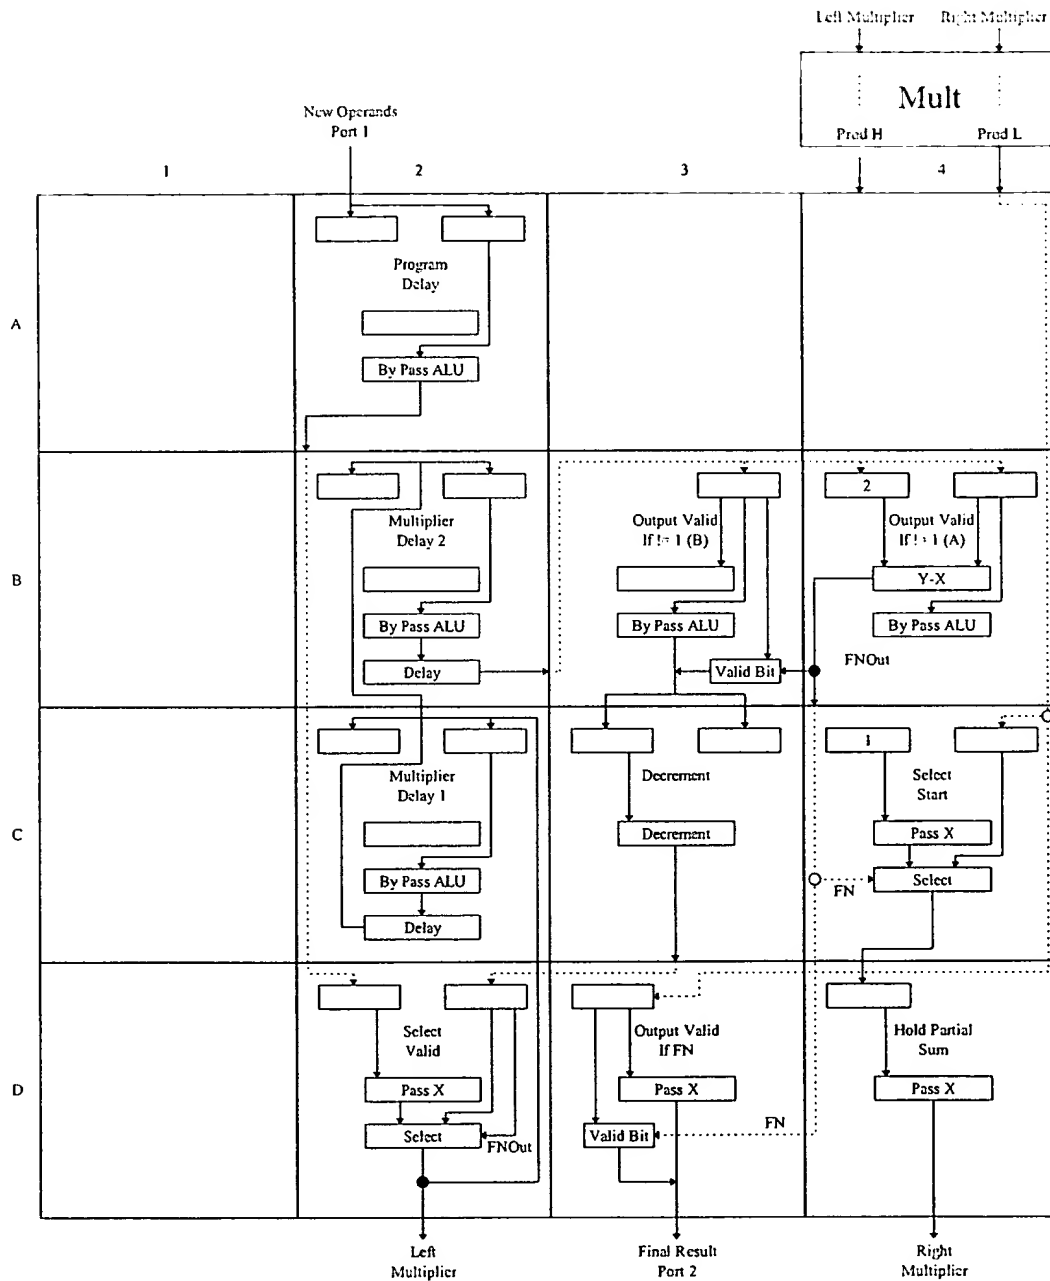 Left Multiplier
Right Multiplier
Mult
Prod H
Prod L
New Operands
Port 1
1
2
3
4
A
Program
Delay
By Pass ALU
B
Multiplier
Delay 2
By Pass ALU
Delay
Output Valid
If != 1 (B)
By Pass ALU
Valid Bit
2
Output Valid
If != 1 (A)
Y-X
By Pass ALU
FNOut
C
Multiplier
Delay 1
By Pass ALU
Delay
Decrement
Decrement
1
Select
Start
Pass X
Select
FN
D
Select
Valid
Pass X
Select
FNOut
Output Valid
If FN
Pass X
Valid Bit
FN
Hold Partial
Sum
Pass X
Left
Multiplier
Final Result
Port 2
Right
Multiplier